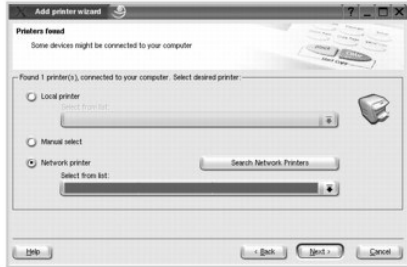 Add printer wizard
Printers found
Some devices might be connected to your computer
Found 1 printer(s), connected to your computer. Select desired printer:
Local printer
Select from list:
Manual select
Network printer
Search Network Printers
Select from list:
Help
< Back
Next >
Cancel